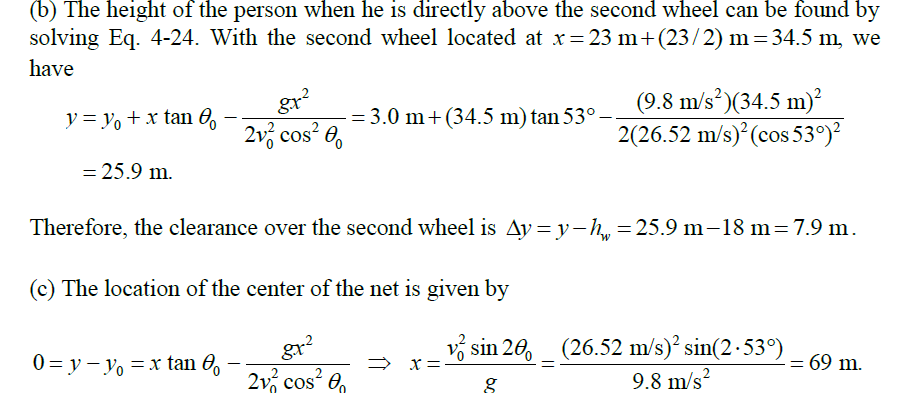 (b) The height of the person when he is directly above the second wheel can be found by
solving Eq. 4-24. With the second wheel located at x = 23 m + (23/2) m = 34.5 m, we
have
y = y₀ + x tan θ₀ − gx²/(2v₀² cos² θ₀) = 3.0 m + (34.5 m) tan 53° − (9.8 m/s²)(34.5 m)²/(2(26.52 m/s)²(cos 53°)²)
= 25.9 m.
Therefore, the clearance over the second wheel is Δy = y − h_w = 25.9 m − 18 m = 7.9 m.
(c) The location of the center of the net is given by
0 = y − y₀ = x tan θ₀ − gx²/(2v₀² cos² θ₀) ⇒ x = v₀² sin 2θ₀/g = (26.52 m/s)² sin(2·53°)/(9.8 m/s²) = 69 m.